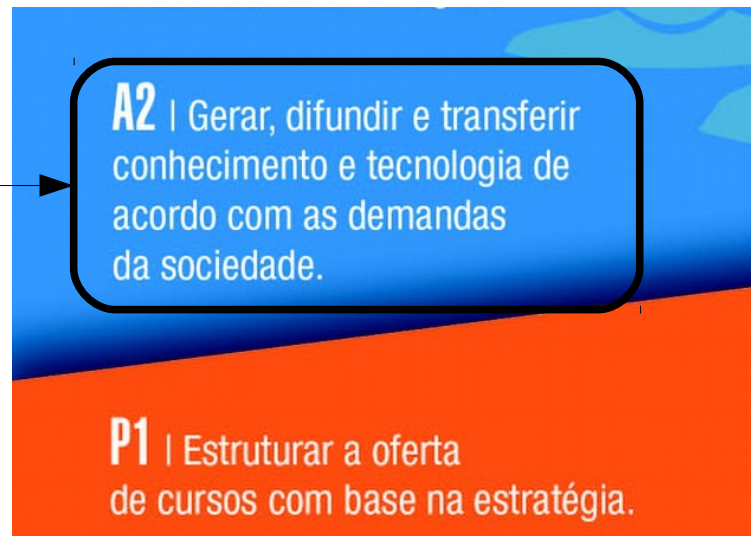 A2 | Gerar, difundir e transferir
conhecimento e tecnologia de
acordo com as demandas
da sociedade.
P1 | Estruturar a oferta
de cursos com base na estratégia.